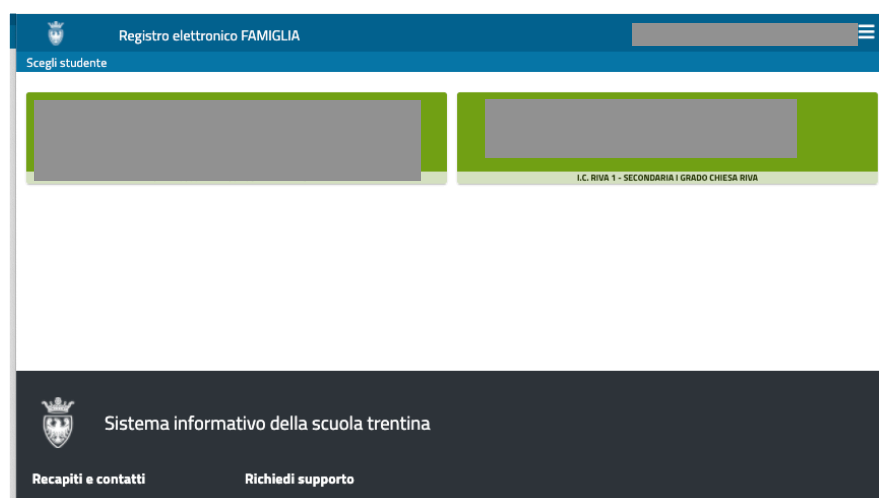 Registro elettronico FAMIGLIA
Scegli studente
I.C. RIVA 1 - SECONDARIA I GRADO CHIESA RIVA
Sistema informativo della scuola trentina
Recapiti e contatti
Richiedi supporto